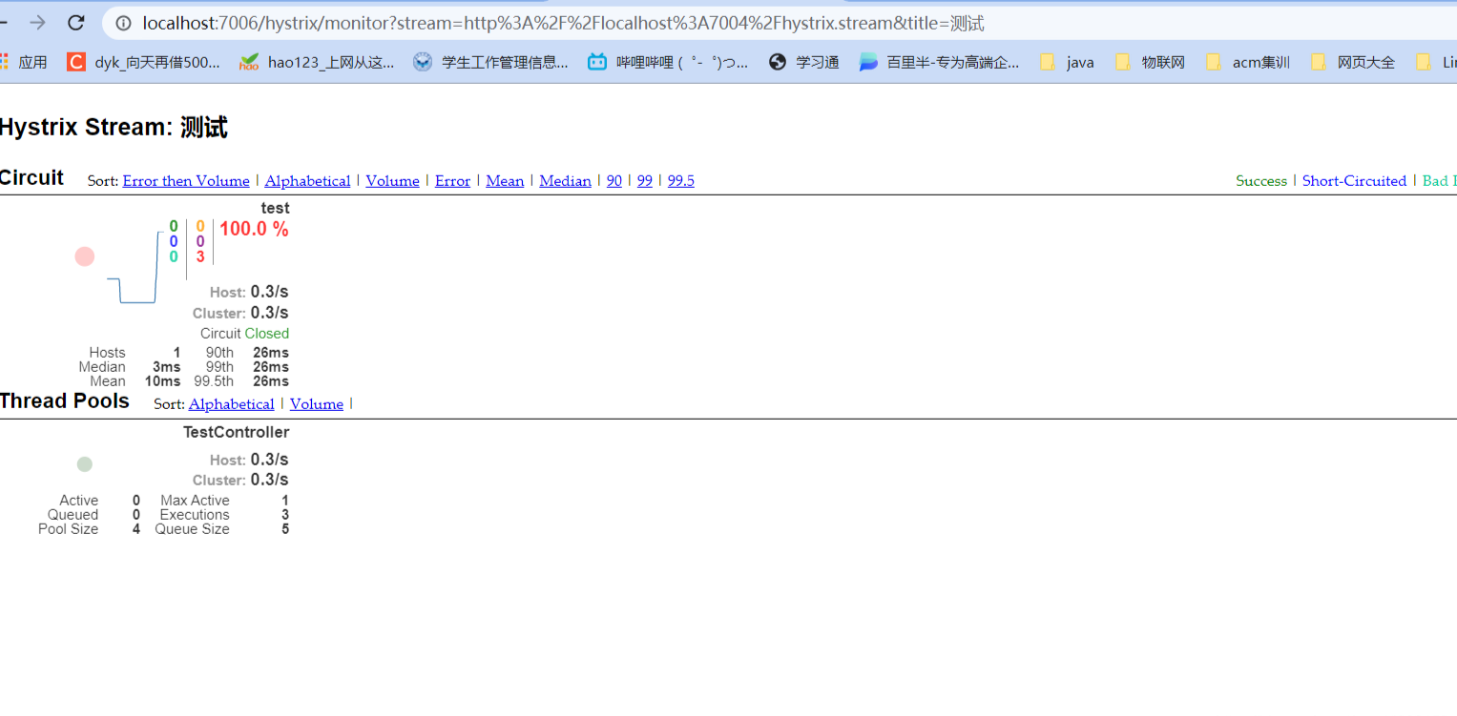 localhost:7006/hystrix/monitor?stream=http%3A%2F%2Flocalhost%3A7004%2Fhystrix.stream&title=测试
应用 C dyk_向天再借500... hao hao123_上网从这... 学生工作管理信息... 哔哩哔哩 ( ゜- ゜)つ... 学习通 百里半-专为高端企... java 物联网 acm集训 网页大全
Hystrix Stream: 测试
Circuit Sort: Error then Volume | Alphabetical | Volume | Error | Mean | Median | 90 | 99 | 99.5 Success | Short-Circuited | Bad
test
0 0 100.0 %
0 0
0 3
Host: 0.3/s
Cluster: 0.3/s
Circuit Closed
Hosts 1 90th 26ms
Median 3ms 99th 26ms
Mean 10ms 99.5th 26ms
Thread Pools Sort: Alphabetical | Volume |
TestController
Host: 0.3/s
Cluster: 0.3/s
Active 0 Max Active 1
Queued 0 Executions 3
Pool Size 4 Queue Size 5